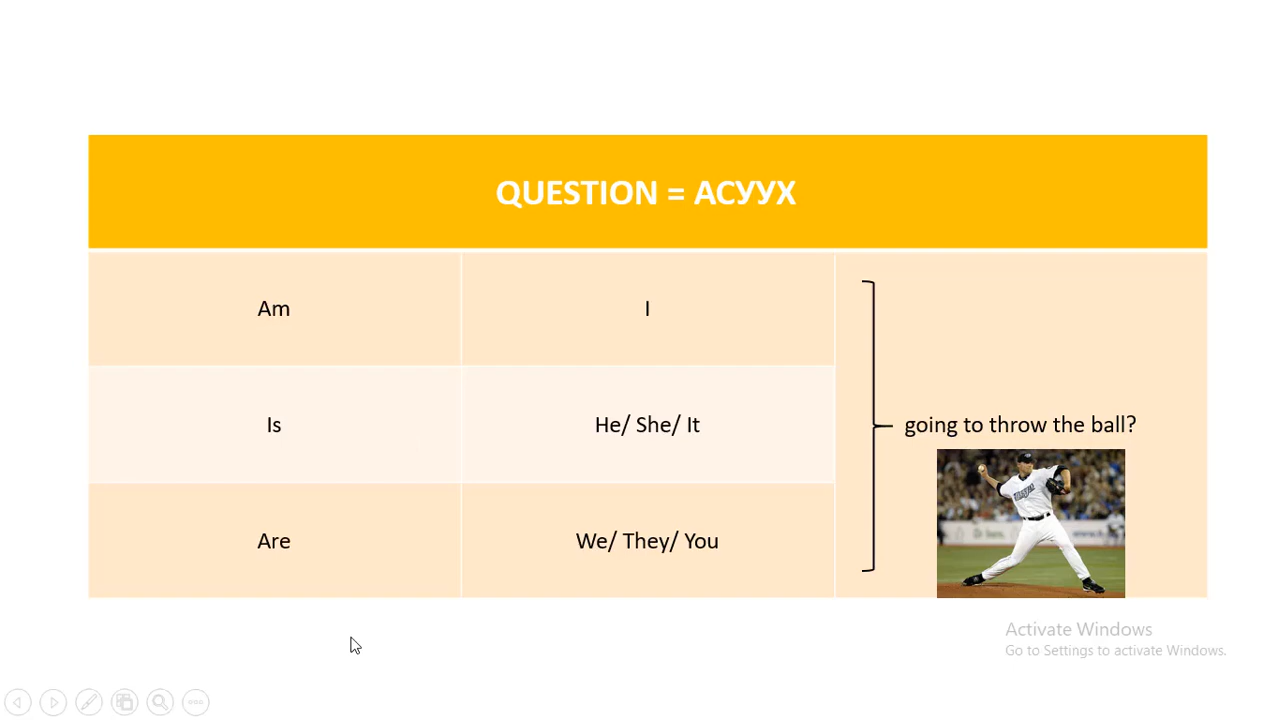 QUESTION = АСУУХ
Am
I
Is
He/ She/ It
going to throw the ball?
Are
We/ They/ You
Activate Windows
Go to Settings to activate Windows.